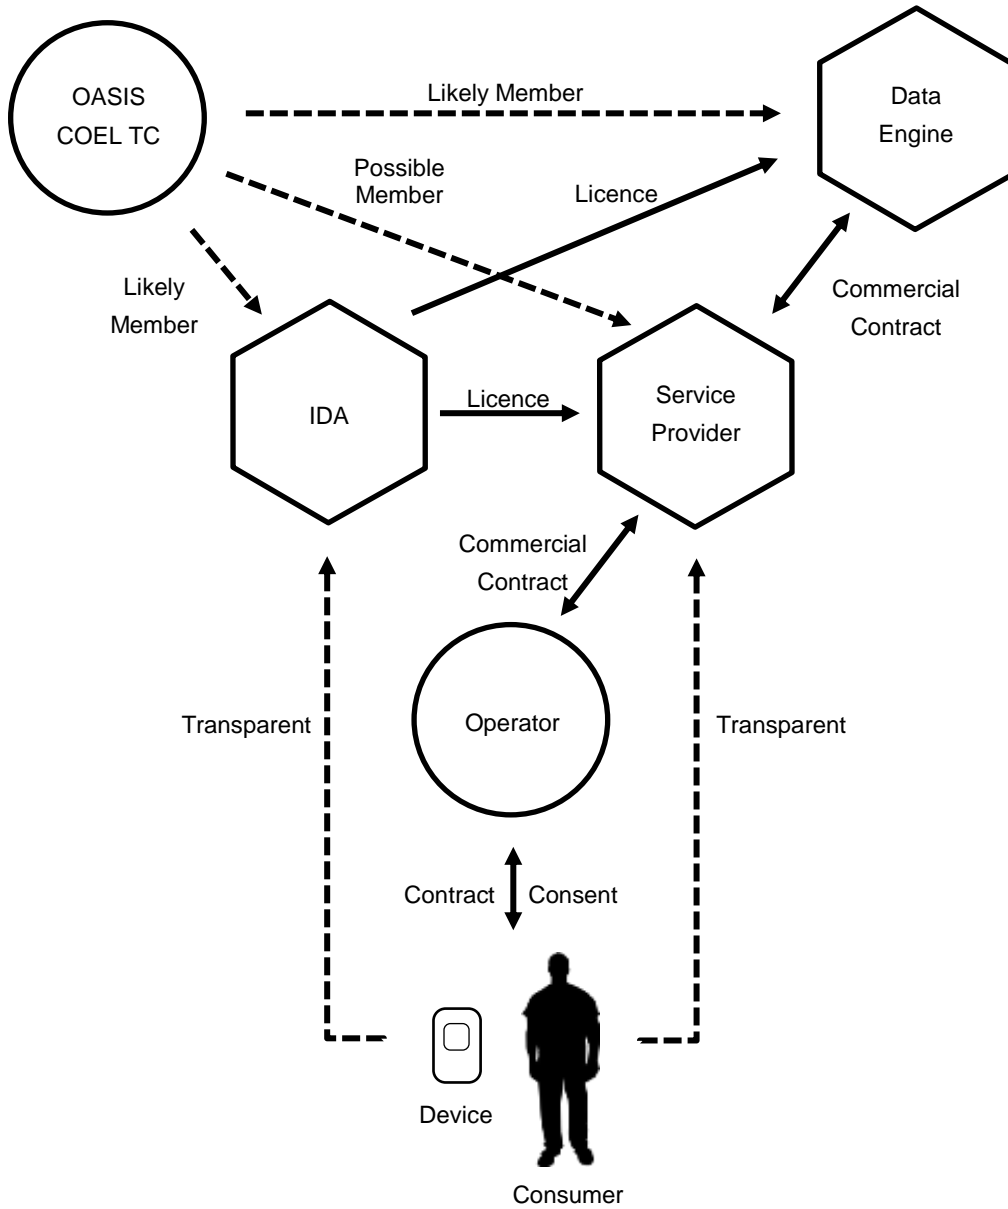 OASIS
COEL TC
Likely Member
Data
Engine
Possible
Member
Licence
Likely
Member
Commercial
Contract
IDA
Licence
Service
Provider
Commercial
Contract
Transparent
Operator
Transparent
Contract
Consent
Device
Consumer